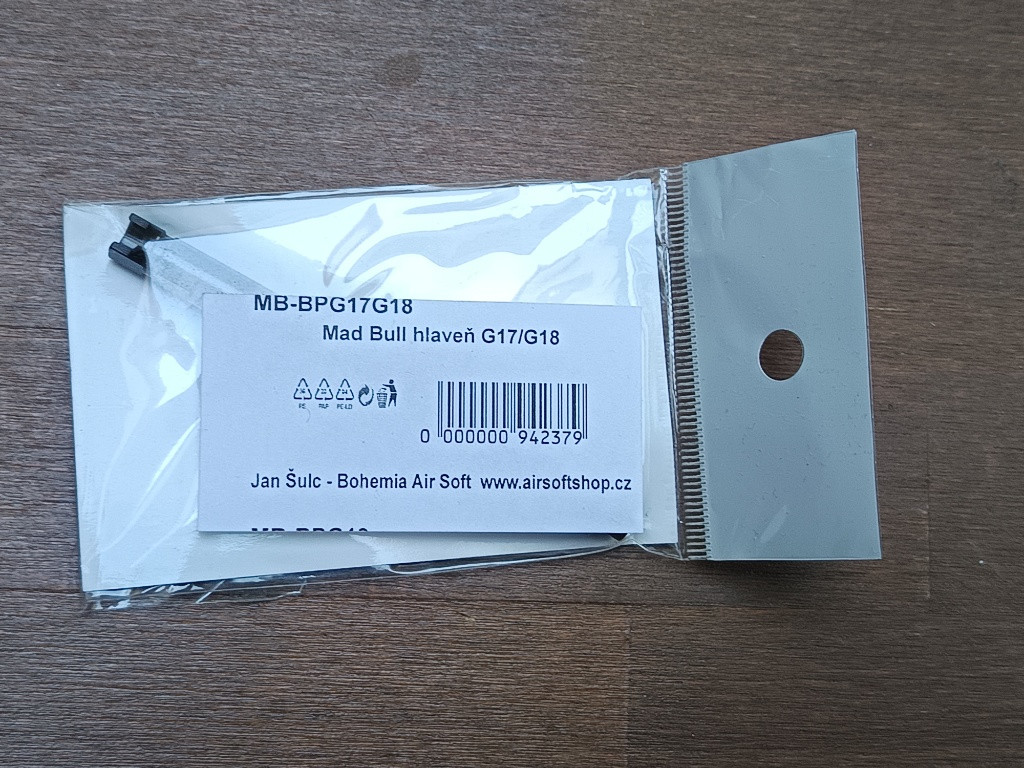 MB-BPG17G18
Mad Bull hlaveň G17/G18
0 000000 942379
Jan Šulc - Bohemia Air Soft www.airsoftshop.cz